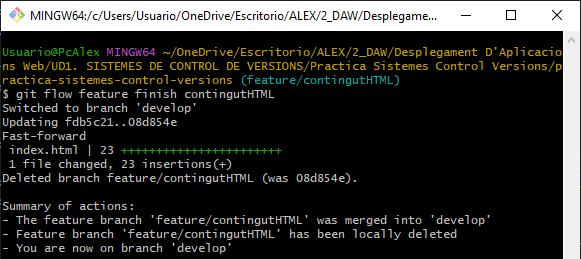 MINGW64:/c/Users/Usuario/OneDrive/Escritorio/ALEX/2_DAW/Desplegame...
Usuario@PcAlex MINGW64 ~/OneDrive/Escritorio/ALEX/2_DAW/Desplegament D'Aplicacio
ns Web/UD1. SISTEMES DE CONTROL DE VERSIONS/Practica Sistemes Control Versions/p
ractica-sistemes-control-versions (feature/contingutHTML)
$ git flow feature finish contingutHTML
Switched to branch 'develop'
Updating fdb5c21..08d854e
Fast-forward
 index.html | 23 +++++++++++++++++++++++
 1 file changed, 23 insertions(+)
Deleted branch feature/contingutHTML (was 08d854e).

Summary of actions:
- The feature branch 'feature/contingutHTML' was merged into 'develop'
- Feature branch 'feature/contingutHTML' has been locally deleted
- You are now on branch 'develop'